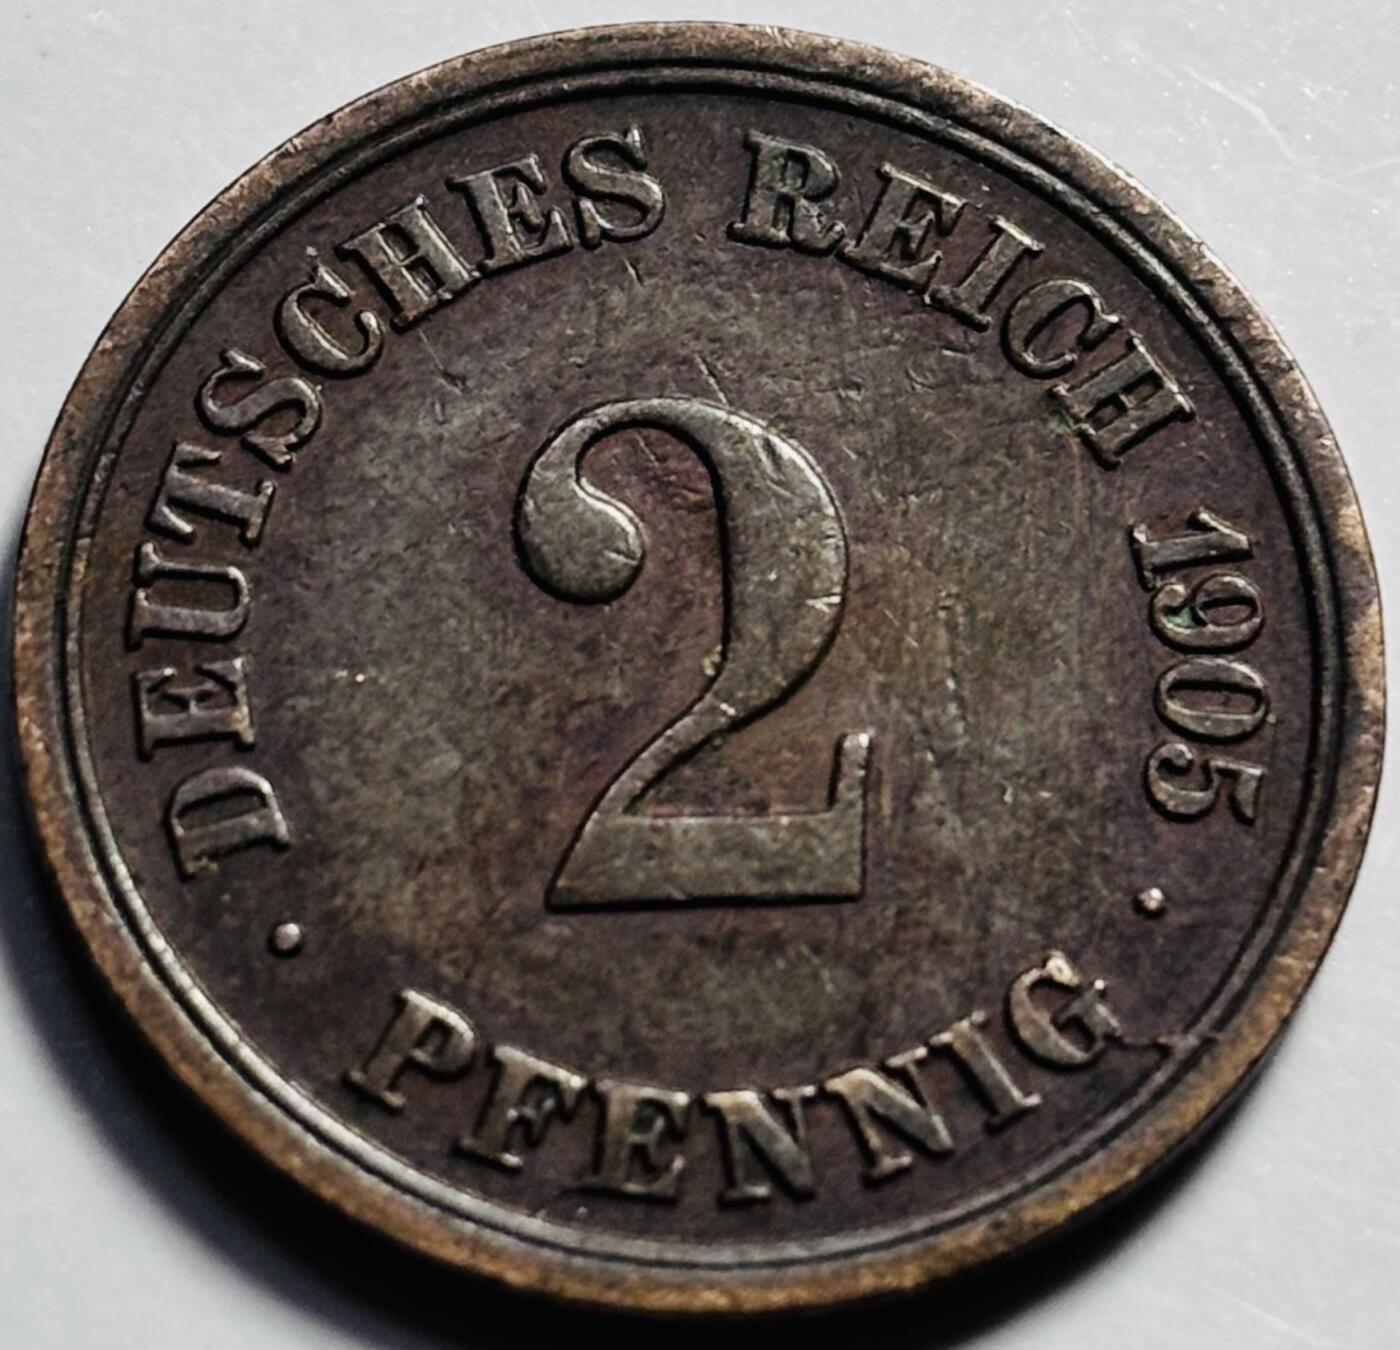 DEUTSCHES REICH 1905
2
· PFENNIG ·